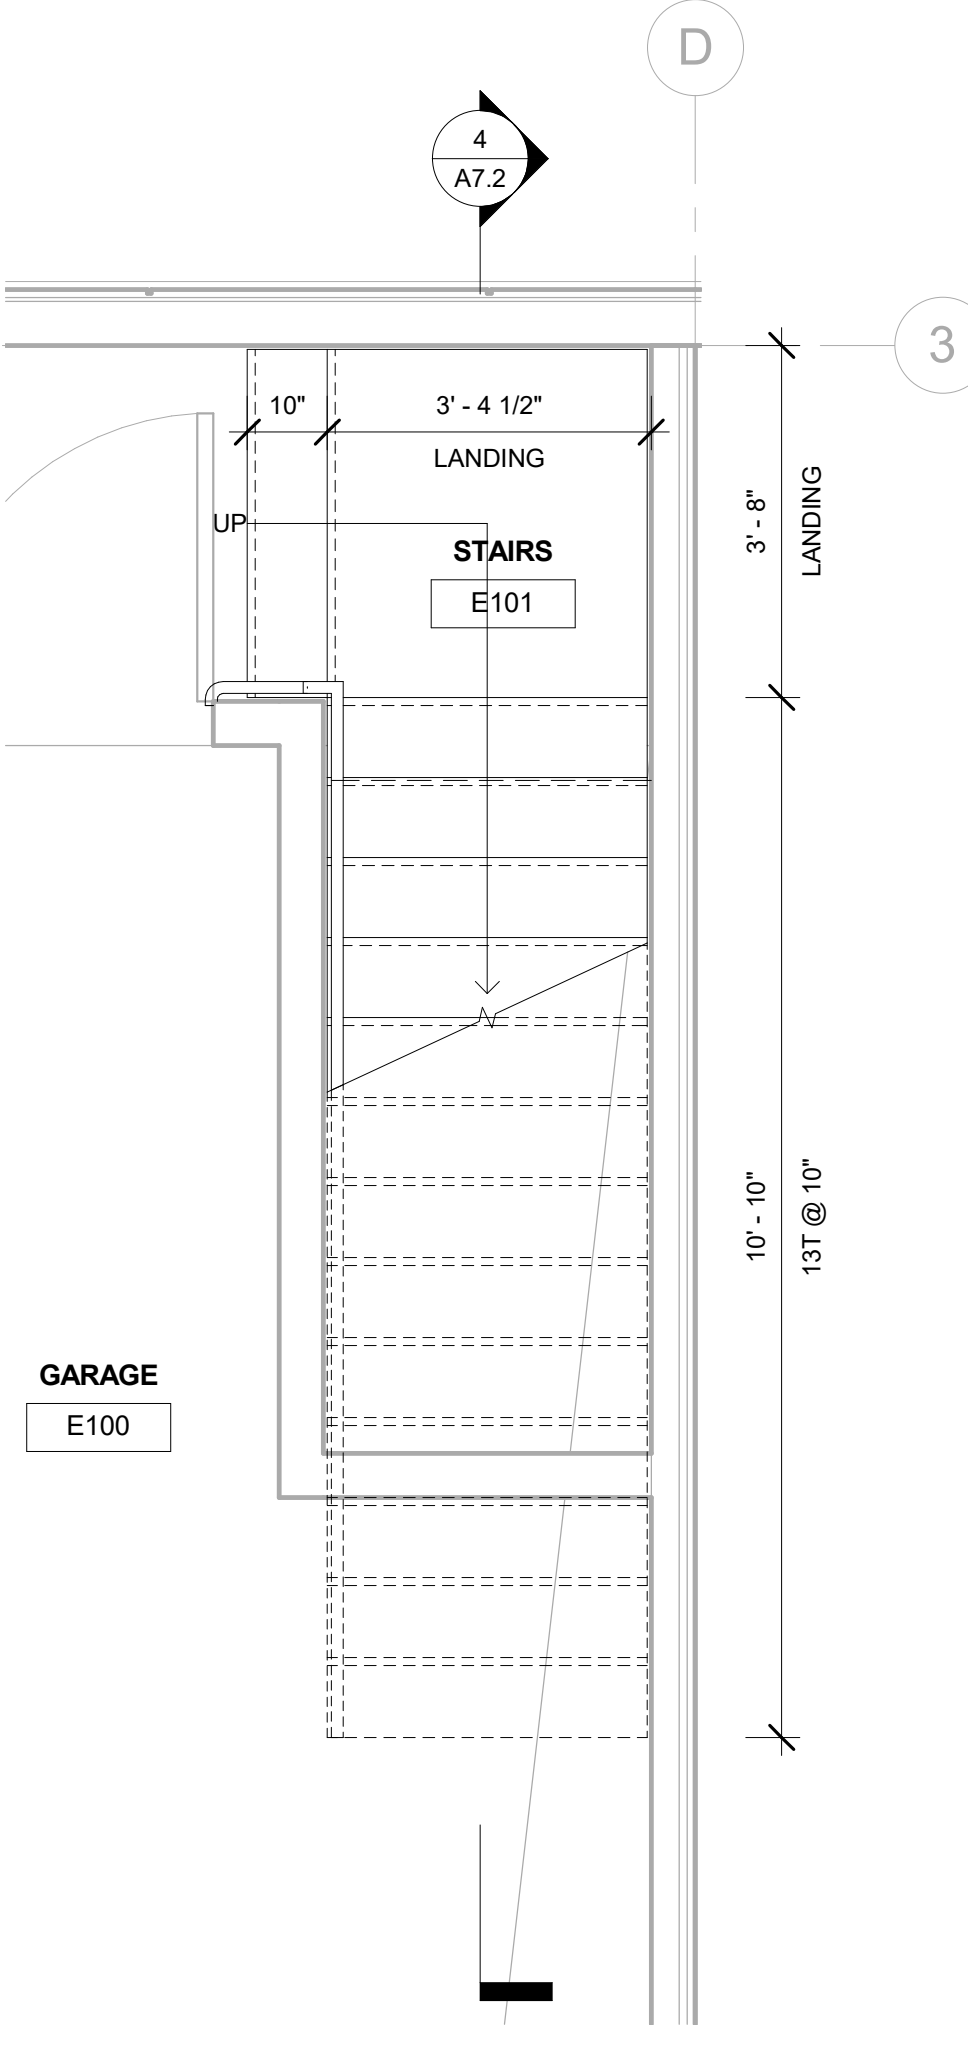 D
4
A7.2
3
10"
3' - 4 1/2"
LANDING
3' - 8"
LANDING
UP
STAIRS
E101
10' - 10"
13T @ 10"
GARAGE
E100